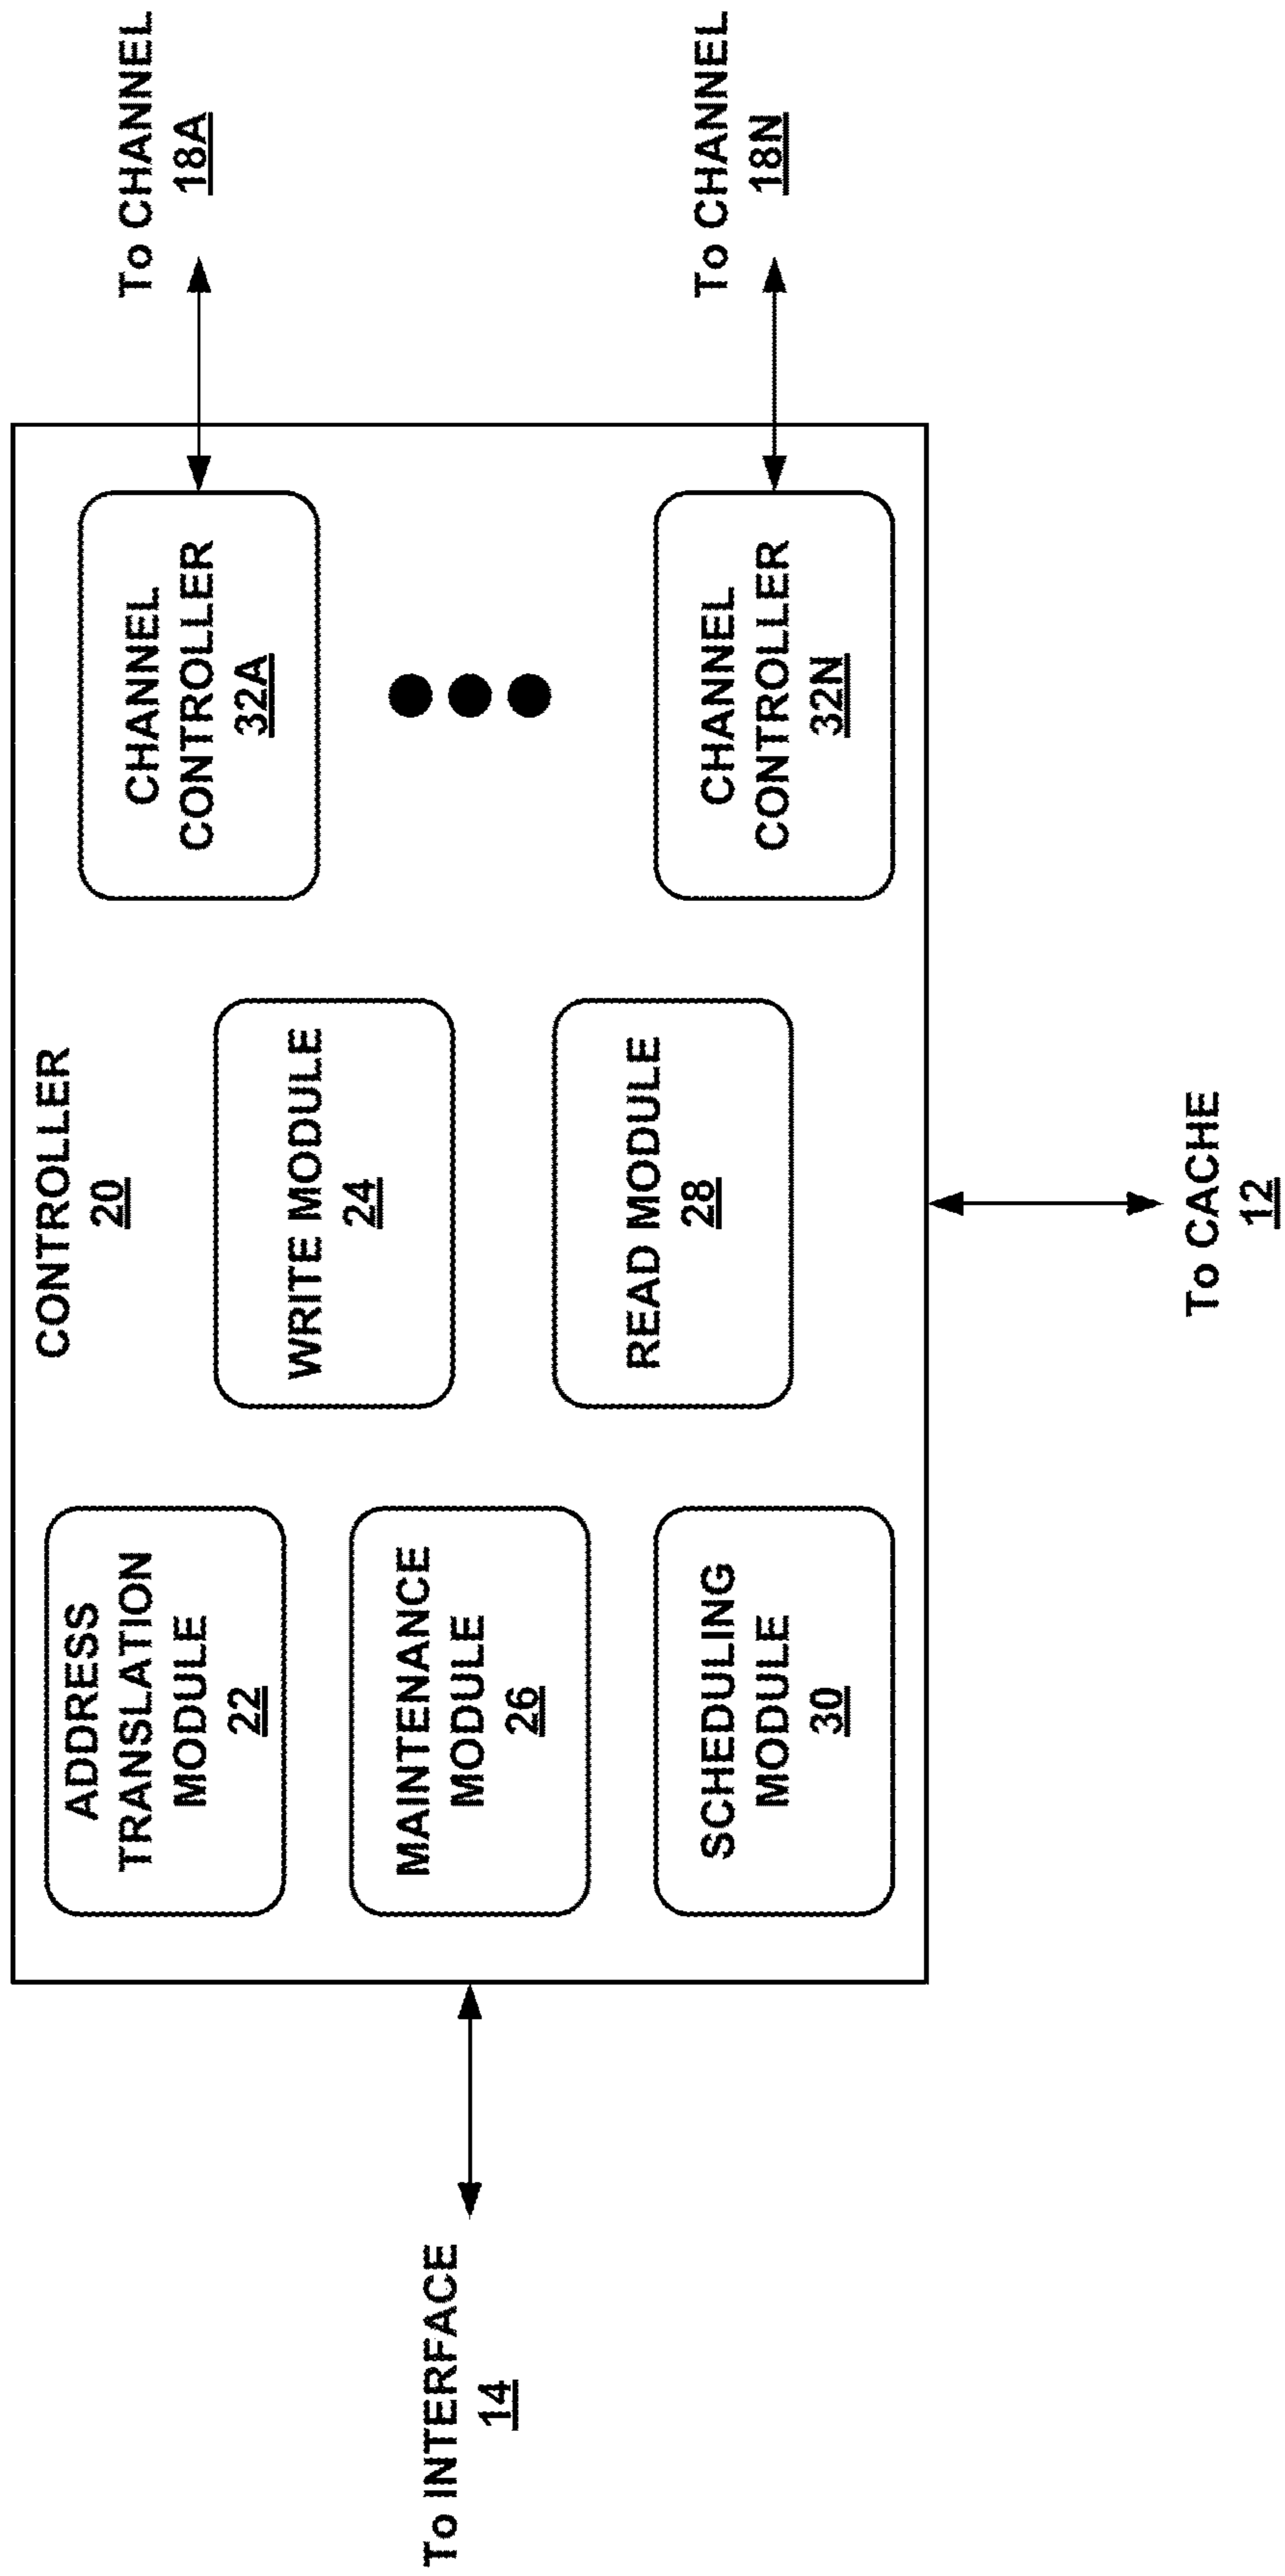 CONTROLLER
20
ADDRESS
TRANSLATION
MODULE
22
MAINTENANCE
MODULE
26
SCHEDULING
MODULE
30
WRITE MODULE
24
READ MODULE
28
CHANNEL
CONTROLLER
32A
CHANNEL
CONTROLLER
32N
To INTERFACE
14
To CHANNEL
18A
To CHANNEL
18N
To CACHE
12